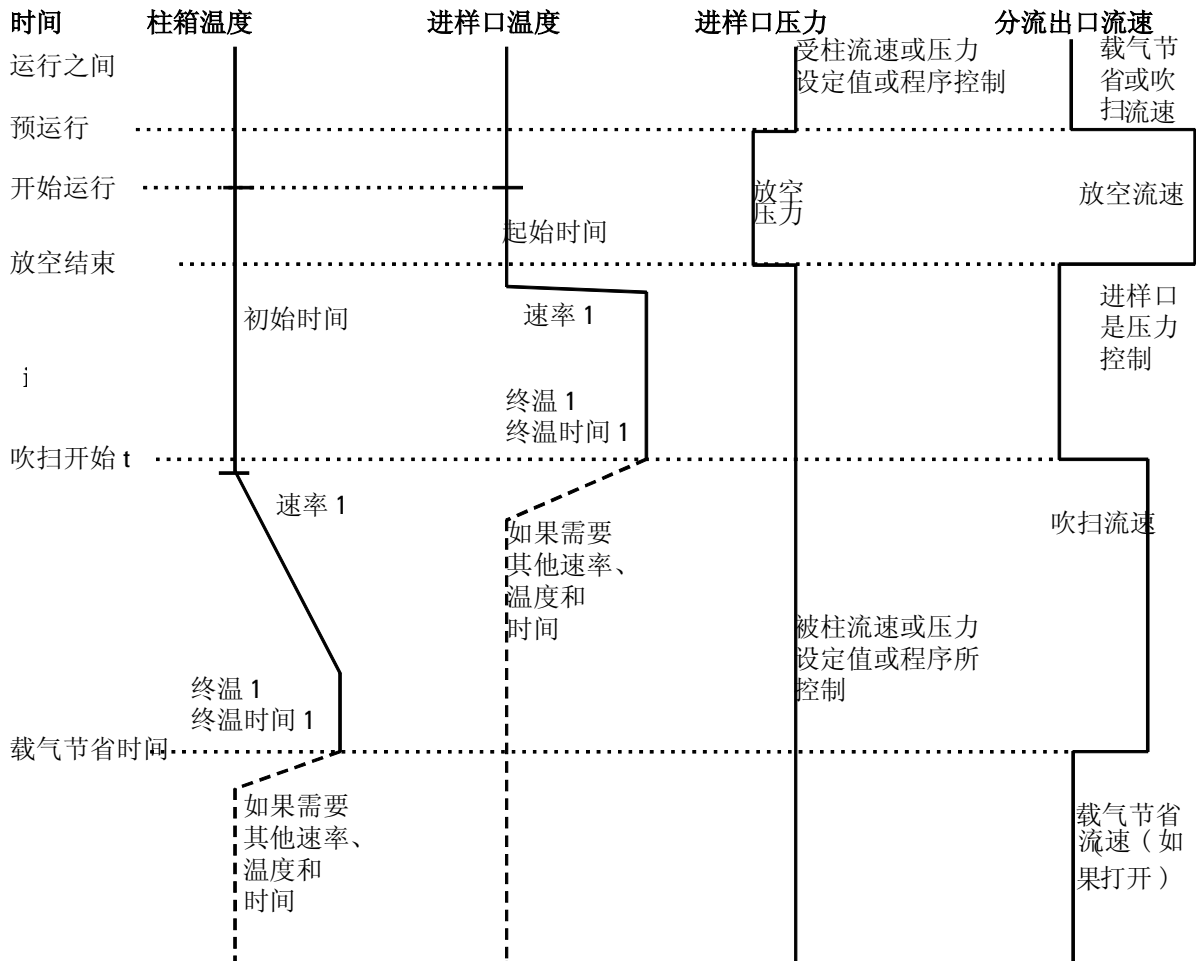 时间 柱箱温度 进样口温度 进样口压力 分流出口流速
运行之间
受柱流速或压力
设定值或程序控制
载气节
省或吹
扫流速
预运行
开始运行
放空
压力
放空流速
起始时间
放空结束
初始时间
速率 1
进样口
是压力
控制
i
终温 1
终温时间 1
吹扫开始 t
速率 1
吹扫流速
如果需要
其他速率、
温度和
时间
被柱流速或压力
设定值或程序所
控制
终温 1
终温时间 1
载气节省时间
如果需要
其他速率、
温度和
时间
载气节省
流速（如
果打开）